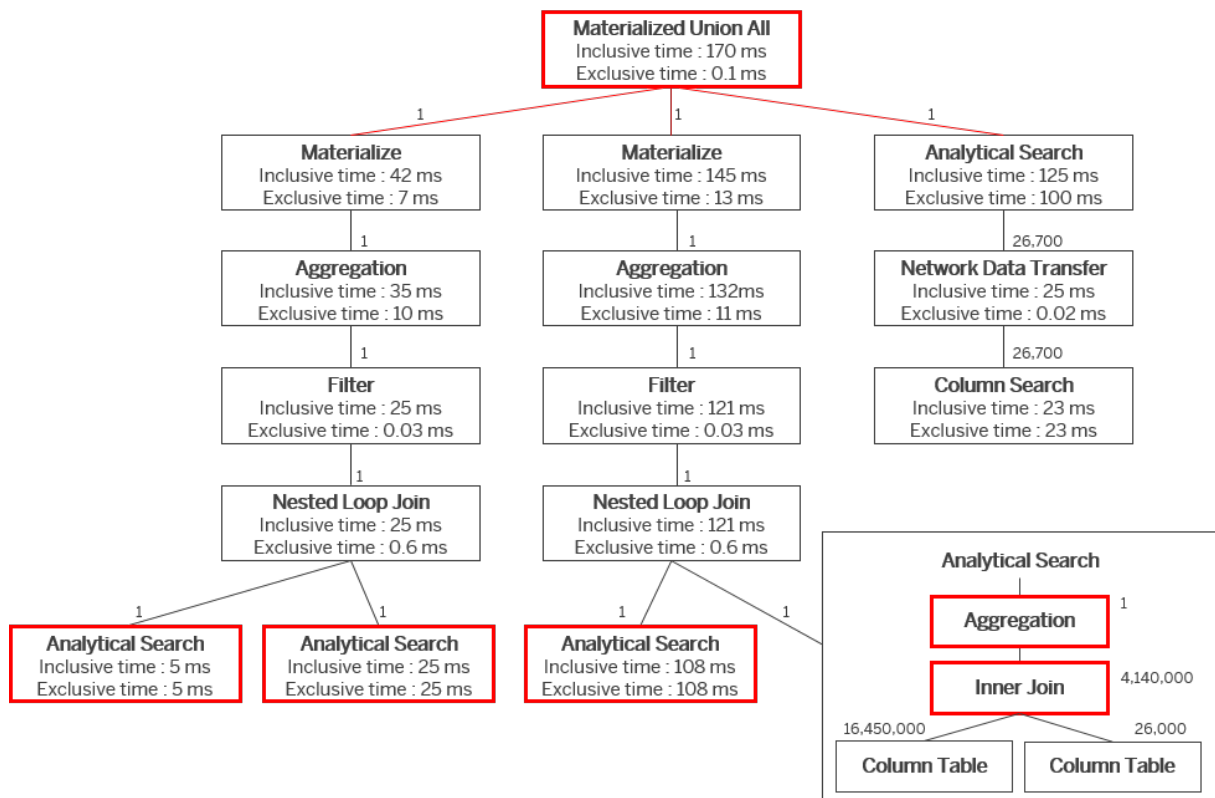 Materialized Union All
Inclusive time : 170 ms
Exclusive time : 0.1 ms
1
1
1
Materialize
Inclusive time : 42 ms
Exclusive time : 7 ms
Materialize
Inclusive time : 145 ms
Exclusive time : 13 ms
Analytical Search
Inclusive time : 125 ms
Exclusive time : 100 ms
1
1
26,700
Aggregation
Inclusive time : 35 ms
Exclusive time : 10 ms
Aggregation
Inclusive time : 132ms
Exclusive time : 11 ms
Network Data Transfer
Inclusive time : 25 ms
Exclusive time : 0.02 ms
1
1
26,700
Filter
Inclusive time : 25 ms
Exclusive time : 0.03 ms
Filter
Inclusive time : 121 ms
Exclusive time : 0.03 ms
Column Search
Inclusive time : 23 ms
Exclusive time : 23 ms
1
1
Nested Loop Join
Inclusive time : 25 ms
Exclusive time : 0.6 ms
Nested Loop Join
Inclusive time : 121 ms
Exclusive time : 0.6 ms
1
1
1
1
Analytical Search
Inclusive time : 5 ms
Exclusive time : 5 ms
Analytical Search
Inclusive time : 25 ms
Exclusive time : 25 ms
Analytical Search
Inclusive time : 108 ms
Exclusive time : 108 ms
Analytical Search
1
Aggregation
4,140,000
Inner Join
16,450,000
26,000
Column Table
Column Table